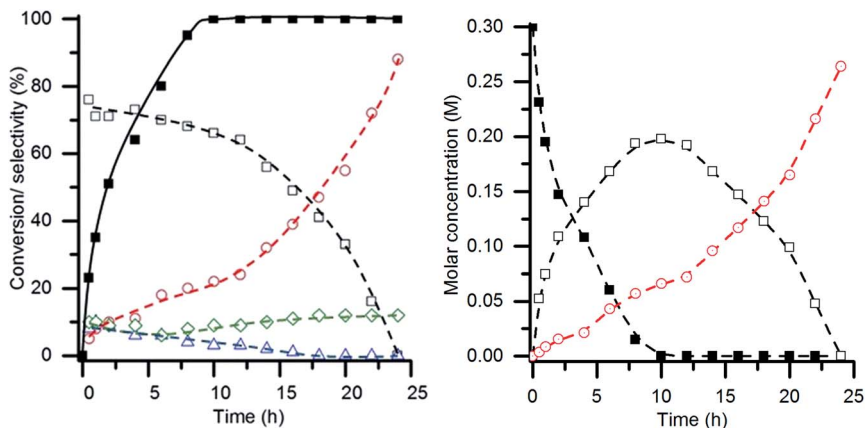 Conversion/ selectivity (%)
100
80
60
40
20
0
0 5 10 15 20 25
Time (h)
Molar concentration (M)
0.30
0.25
0.20
0.15
0.10
0.05
0.00
0 5 10 15 20 25
Time (h)